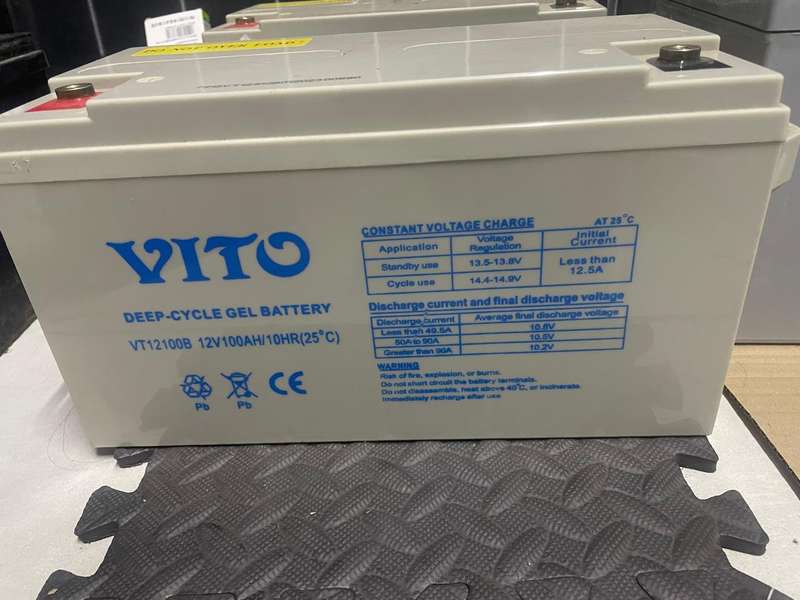 DO NOT OVER LOAD!
VITO
DEEP-CYCLE GEL BATTERY
VT12100B 12V100AH/10HR(25°C)
Pb Pb CE
CONSTANT VOLTAGE CHARGE AT 25°C
Application Voltage Regulation Initial Current
Standby use 13.5-13.8V Less than 12.5A
Cycle use 14.4-14.9V
Discharge current and final discharge voltage
Discharge current Average final discharge voltage
Less than 49.5A 10.8V
50A to 90A 10.5V
Greater than 90A 10.2V
WARNING
Risk of fire, explosion, or burns.
Do not short circuit the battery terminals.
Do not disassemble, heat above 40°C, or incinerate.
Immediately recharge after use